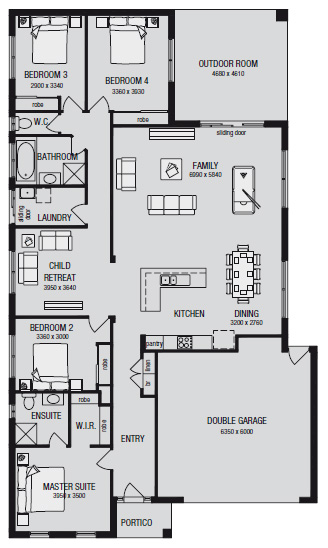 BEDROOM 3
2900 x 3340
BEDROOM 4
3360 x 3030
OUTDOOR ROOM
4680 x 4610
robe
robe
W.C
sliding door
BATHROOM
FAMILY
6990 x 5840
sliding
door
LAUNDRY
CHILD
RETREAT
3950 x 3640
KITCHEN
DINING
3200 x 2760
BEDROOM 2
3360 x 3000
pantry
robe
linen
br
robe
ENSUITE
W.I.R.
robe
ENTRY
DOUBLE GARAGE
6350 x 6000
MASTER SUITE
3950 x 3500
PORTICO